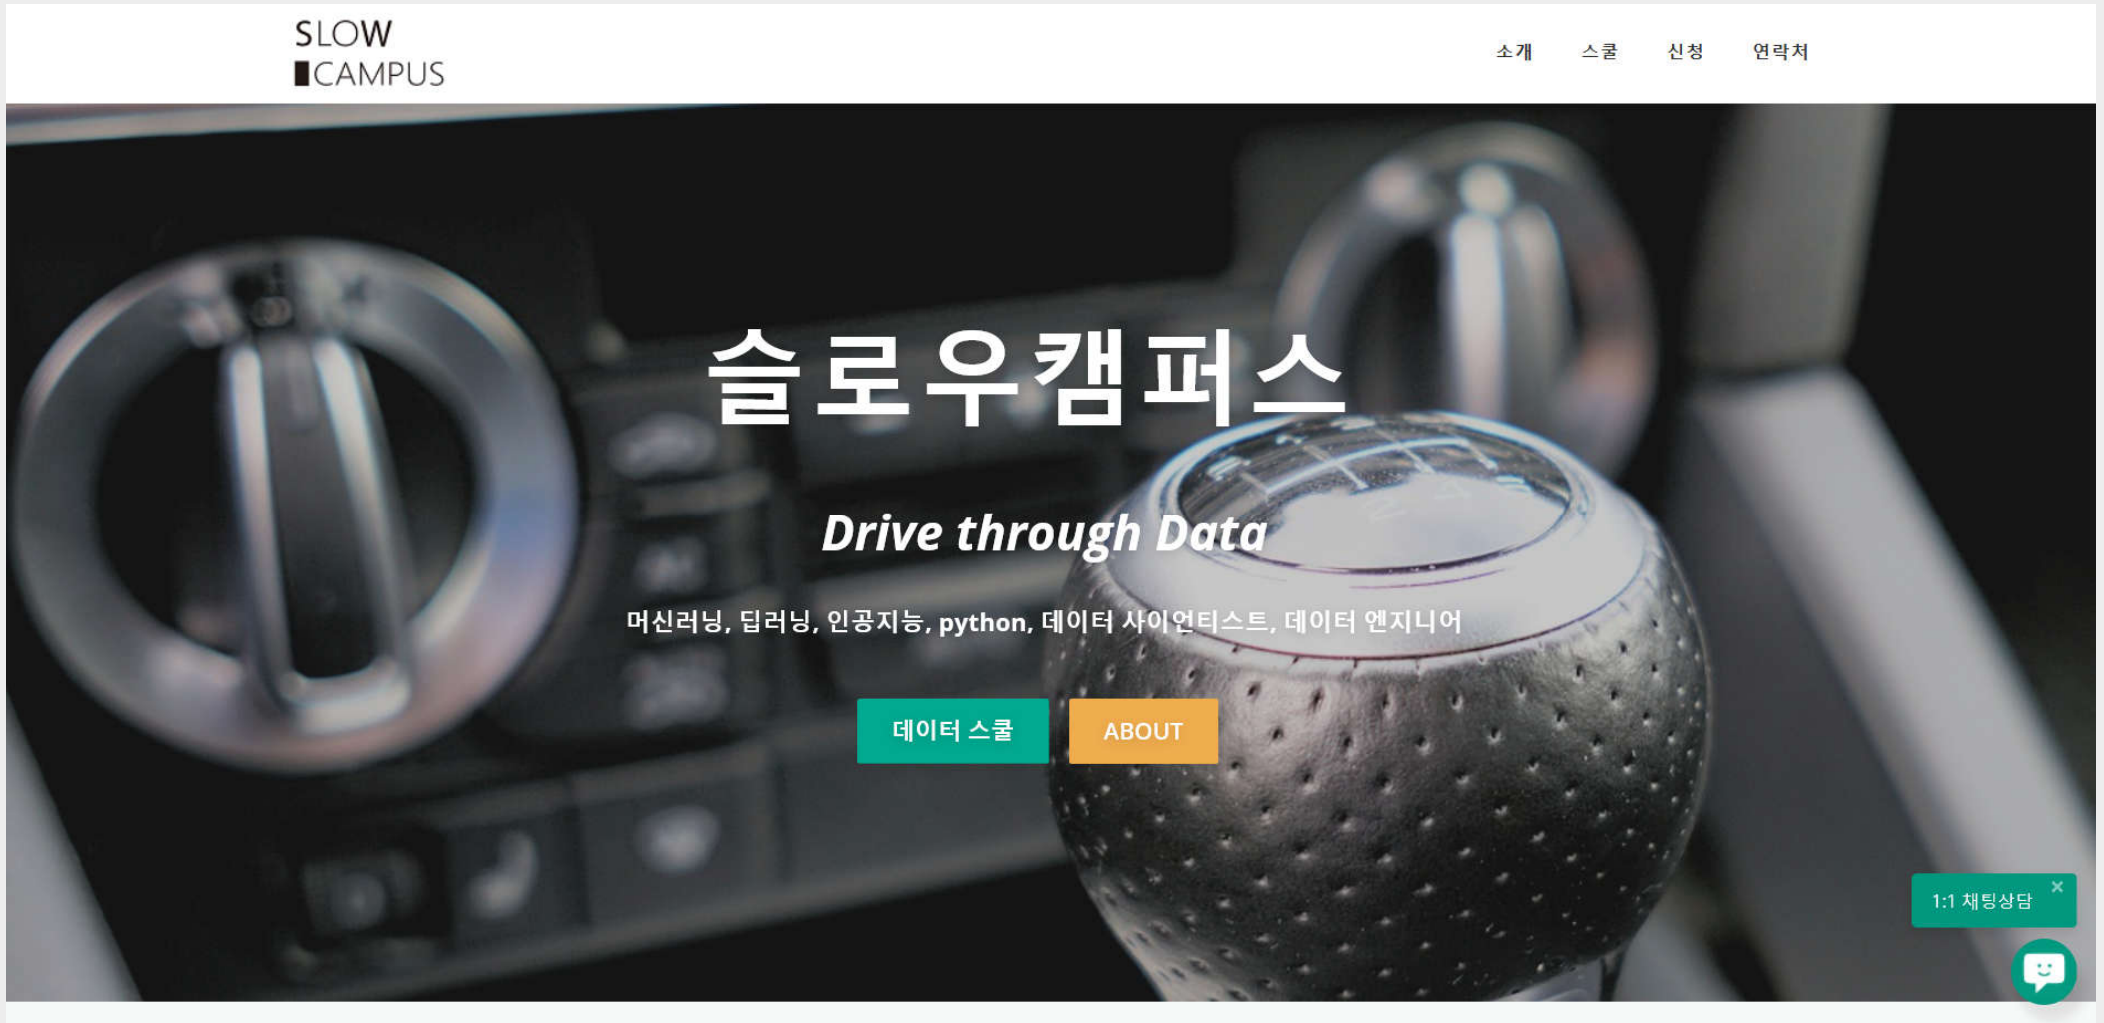 SLOW
CAMPUS
소개 스쿨 신청 연락처
슬로우캠퍼스
Drive through Data
머신러닝, 딥러닝, 인공지능, python, 데이터 사이언티스트, 데이터 엔지니어
데이터 스쿨 ABOUT
1:1 채팅상담